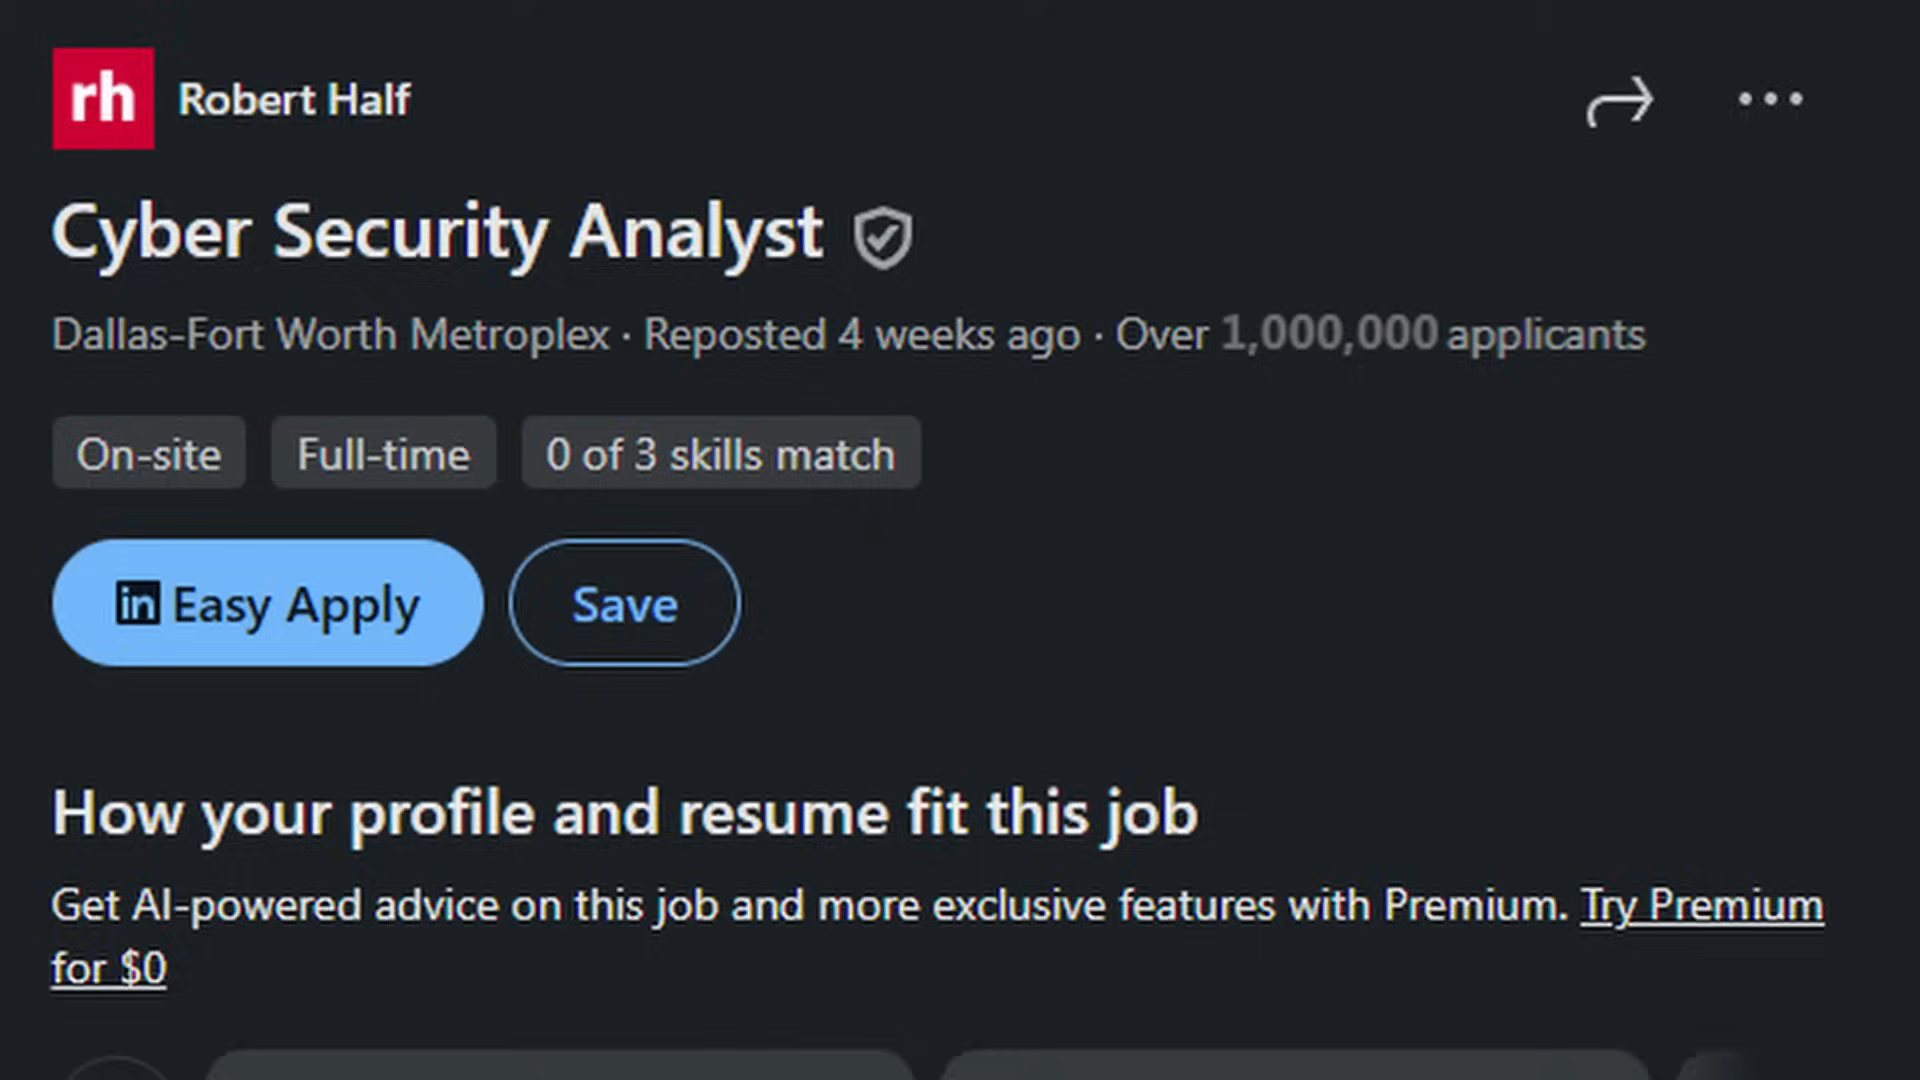 rh Robert Half
Cyber Security Analyst
Dallas-Fort Worth Metroplex · Reposted 4 weeks ago · Over 1,000,000 applicants
On-site Full-time 0 of 3 skills match
in Easy Apply Save
How your profile and resume fit this job
Get AI-powered advice on this job and more exclusive features with Premium. Try Premium
for $0